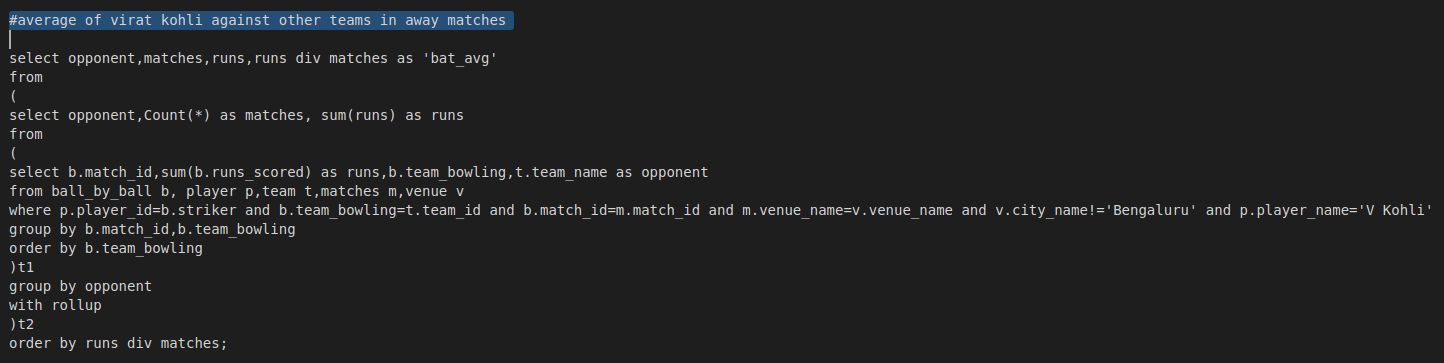 #average of virat kohli against other teams in away matches
select opponent,matches,runs,runs div matches as 'bat_avg'
from
(
select opponent,Count(*) as matches, sum(runs) as runs
from
(
select b.match_id,sum(b.runs_scored) as runs,b.team_bowling,t.team_name as opponent
from ball_by_ball b, player p,team t,matches m,venue v
where p.player_id=b.striker and b.team_bowling=t.team_id and b.match_id=m.match_id and m.venue_name=v.venue_name and v.city_name!='Bengaluru' and p.player_name='V Kohli'
group by b.match_id,b.team_bowling
order by b.team_bowling
)t1
group by opponent
with rollup
)t2
order by runs div matches;